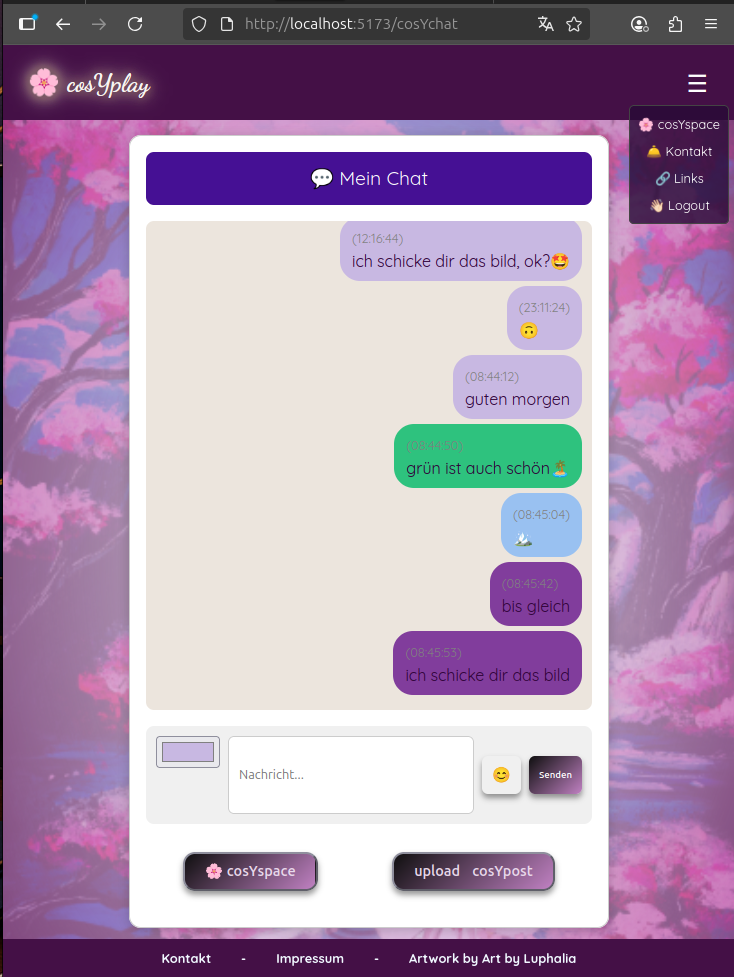 http://localhost:5173/cosYchat
🌸 cosYplay
☰
🌸 cosYspace
🛎️ Kontakt
🔗 Links
👋🏻 Logout
💬 Mein Chat
(12:16:44)
ich schicke dir das bild, ok?🤩
(23:11:24)
🙃
(08:44:12)
guten morgen
(08:44:50)
grün ist auch schön🏝️
(08:45:04)
🏔️
(08:45:42)
bis gleich
(08:45:53)
ich schicke dir das bild
Nachricht...
😊
Senden
🌸 cosYspace
upload cosYpost
Kontakt - Impressum - Artwork by Art by Luphalia